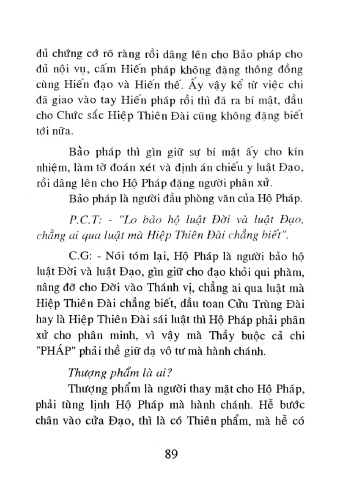 đủ chứng cớ rõ ràng rồi dâng lên cho Bảo pháp cho
đủ nội vụ, cấm Hiến pháp không đặng thông đồng
cùng Hiến đạo và Hiến thế. Ấy vậy kể từ việc chi
đã giao vào tay Hiến pháp rồi thì đã ra bí mật, dầu
cho Chức sắc Hiệp Thiên Đài cũng không đặng biết
tới nữa.
Bảo pháp thì gìn giữ sự bí mật ấy cho kín
nhiệm, làm tờ đoán xét và định án chiếu y luật Đạo,
rồi dâng lên cho Hộ Pháp đặng người phân xử.
Bảo pháp là người đầu phòng văn của Hộ Pháp.
P.C.T: - "Lo bảo hộ luật Đời và luật Đạo,
chẳng ai qua luật mà Hiệp Thiên Đài chẳng biết".
C.G: - Nói tóm lại, Hộ Pháp là người bảo hộ
luật Đời và luật Đạo, gìn giữ cho đạo khỏi qui phàm,
nâng đỡ cho Đời vào Thánh vị, chẳng ai qua luật mà
Hiệp Thiên Đài chẳng biết, dầu toan Cửu Trùng Đài
hay là Hiệp Thiên Đài sái luật thì Hộ Pháp phải phân
xử cho phân minh, vì vậy mà Thầy buộc cả chi
"PHÁP" phải thề giữ dạ vô tư mà hành chánh.
Thượng phẩm là ai?
Thượng phẩm là người thay mặt cho Hộ Pháp,
phải tùng lịnh Hộ Pháp mà hành chánh. Hễ bước
chân vào cửa Đạo, thì là có Thiên phẩm, mà hễ có
89